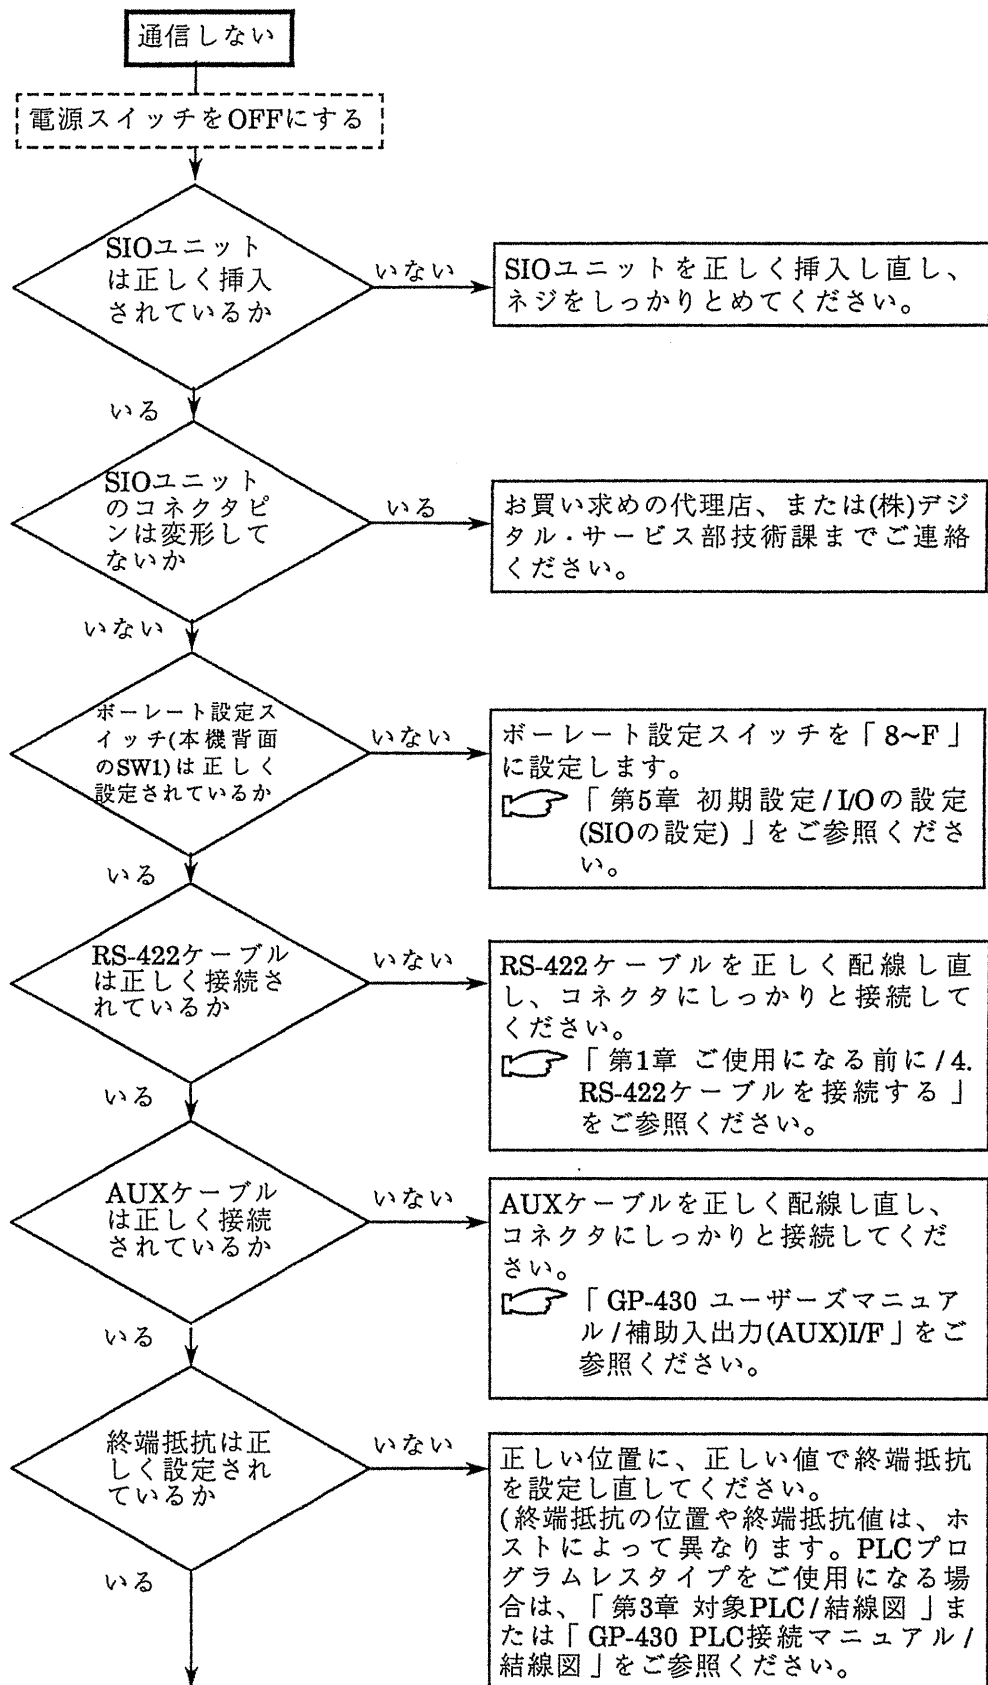 通信しない
電源スイッチをOFFにする
SIOユニット
は正しく挿入
されているか
いない
SIOユニットを正しく挿入し直し、
ネジをしっかりとめてください。
いる
SIOユニット
のコネクタピ
ンは変形して
ないか
いる
お買い求めの代理店、または(株)デジ
タル・サービス部技術課までご連絡
ください。
いない
ボーレート設定ス
イッチ(本機背面
のSW1)は正しく
設定されているか
いない
ボーレート設定スイッチを「8~F」
に設定します。
「第5章 初期設定/I/Oの設定
(SIOの設定)」をご参照くださ
い。
いる
RS-422ケーブル
は正しく接続さ
れているか
いない
RS-422ケーブルを正しく配線し直
し、コネクタにしっかりと接続して
ください。
「第1章 ご使用になる前に/4.
RS-422ケーブルを接続する」
をご参照ください。
いる
AUXケーブル
は正しく接続
されているか
いない
AUXケーブルを正しく配線し直し、
コネクタにしっかりと接続してくだ
さい。
「GP-430 ユーザーズマニュア
ル/補助入出力(AUX)I/F」をご
参照ください。
いる
終端抵抗は正
しく設定され
ているか
いない
正しい位置に、正しい値で終端抵抗
を設定し直してください。
(終端抵抗の位置や終端抵抗値は、ホ
ストによって異なります。PLCプロ
グラムレスタイプをご使用になる場
合は、「第3章 対象PLC/結線図」ま
たは「GP-430 PLC接続マニュアル/
結線図」をご参照ください。
いる